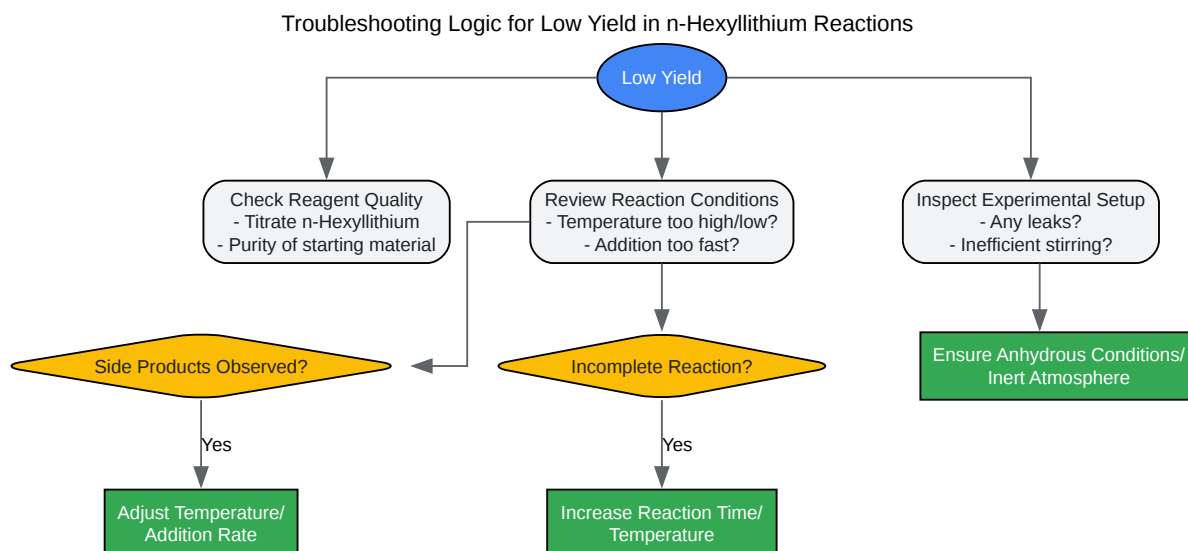 Troubleshooting Logic for Low Yield in n-Hexyllithium Reactions
Low Yield
Check Reagent Quality
- Titrate n-Hexyllithium
- Purity of starting material
Review Reaction Conditions
- Temperature too high/low?
- Addition too fast?
Inspect Experimental Setup
- Any leaks?
- Inefficient stirring?
Side Products Observed?
Incomplete Reaction?
Ensure Anhydrous Conditions/
Inert Atmosphere
Yes
Yes
Adjust Temperature/
Addition Rate
Increase Reaction Time/
Temperature